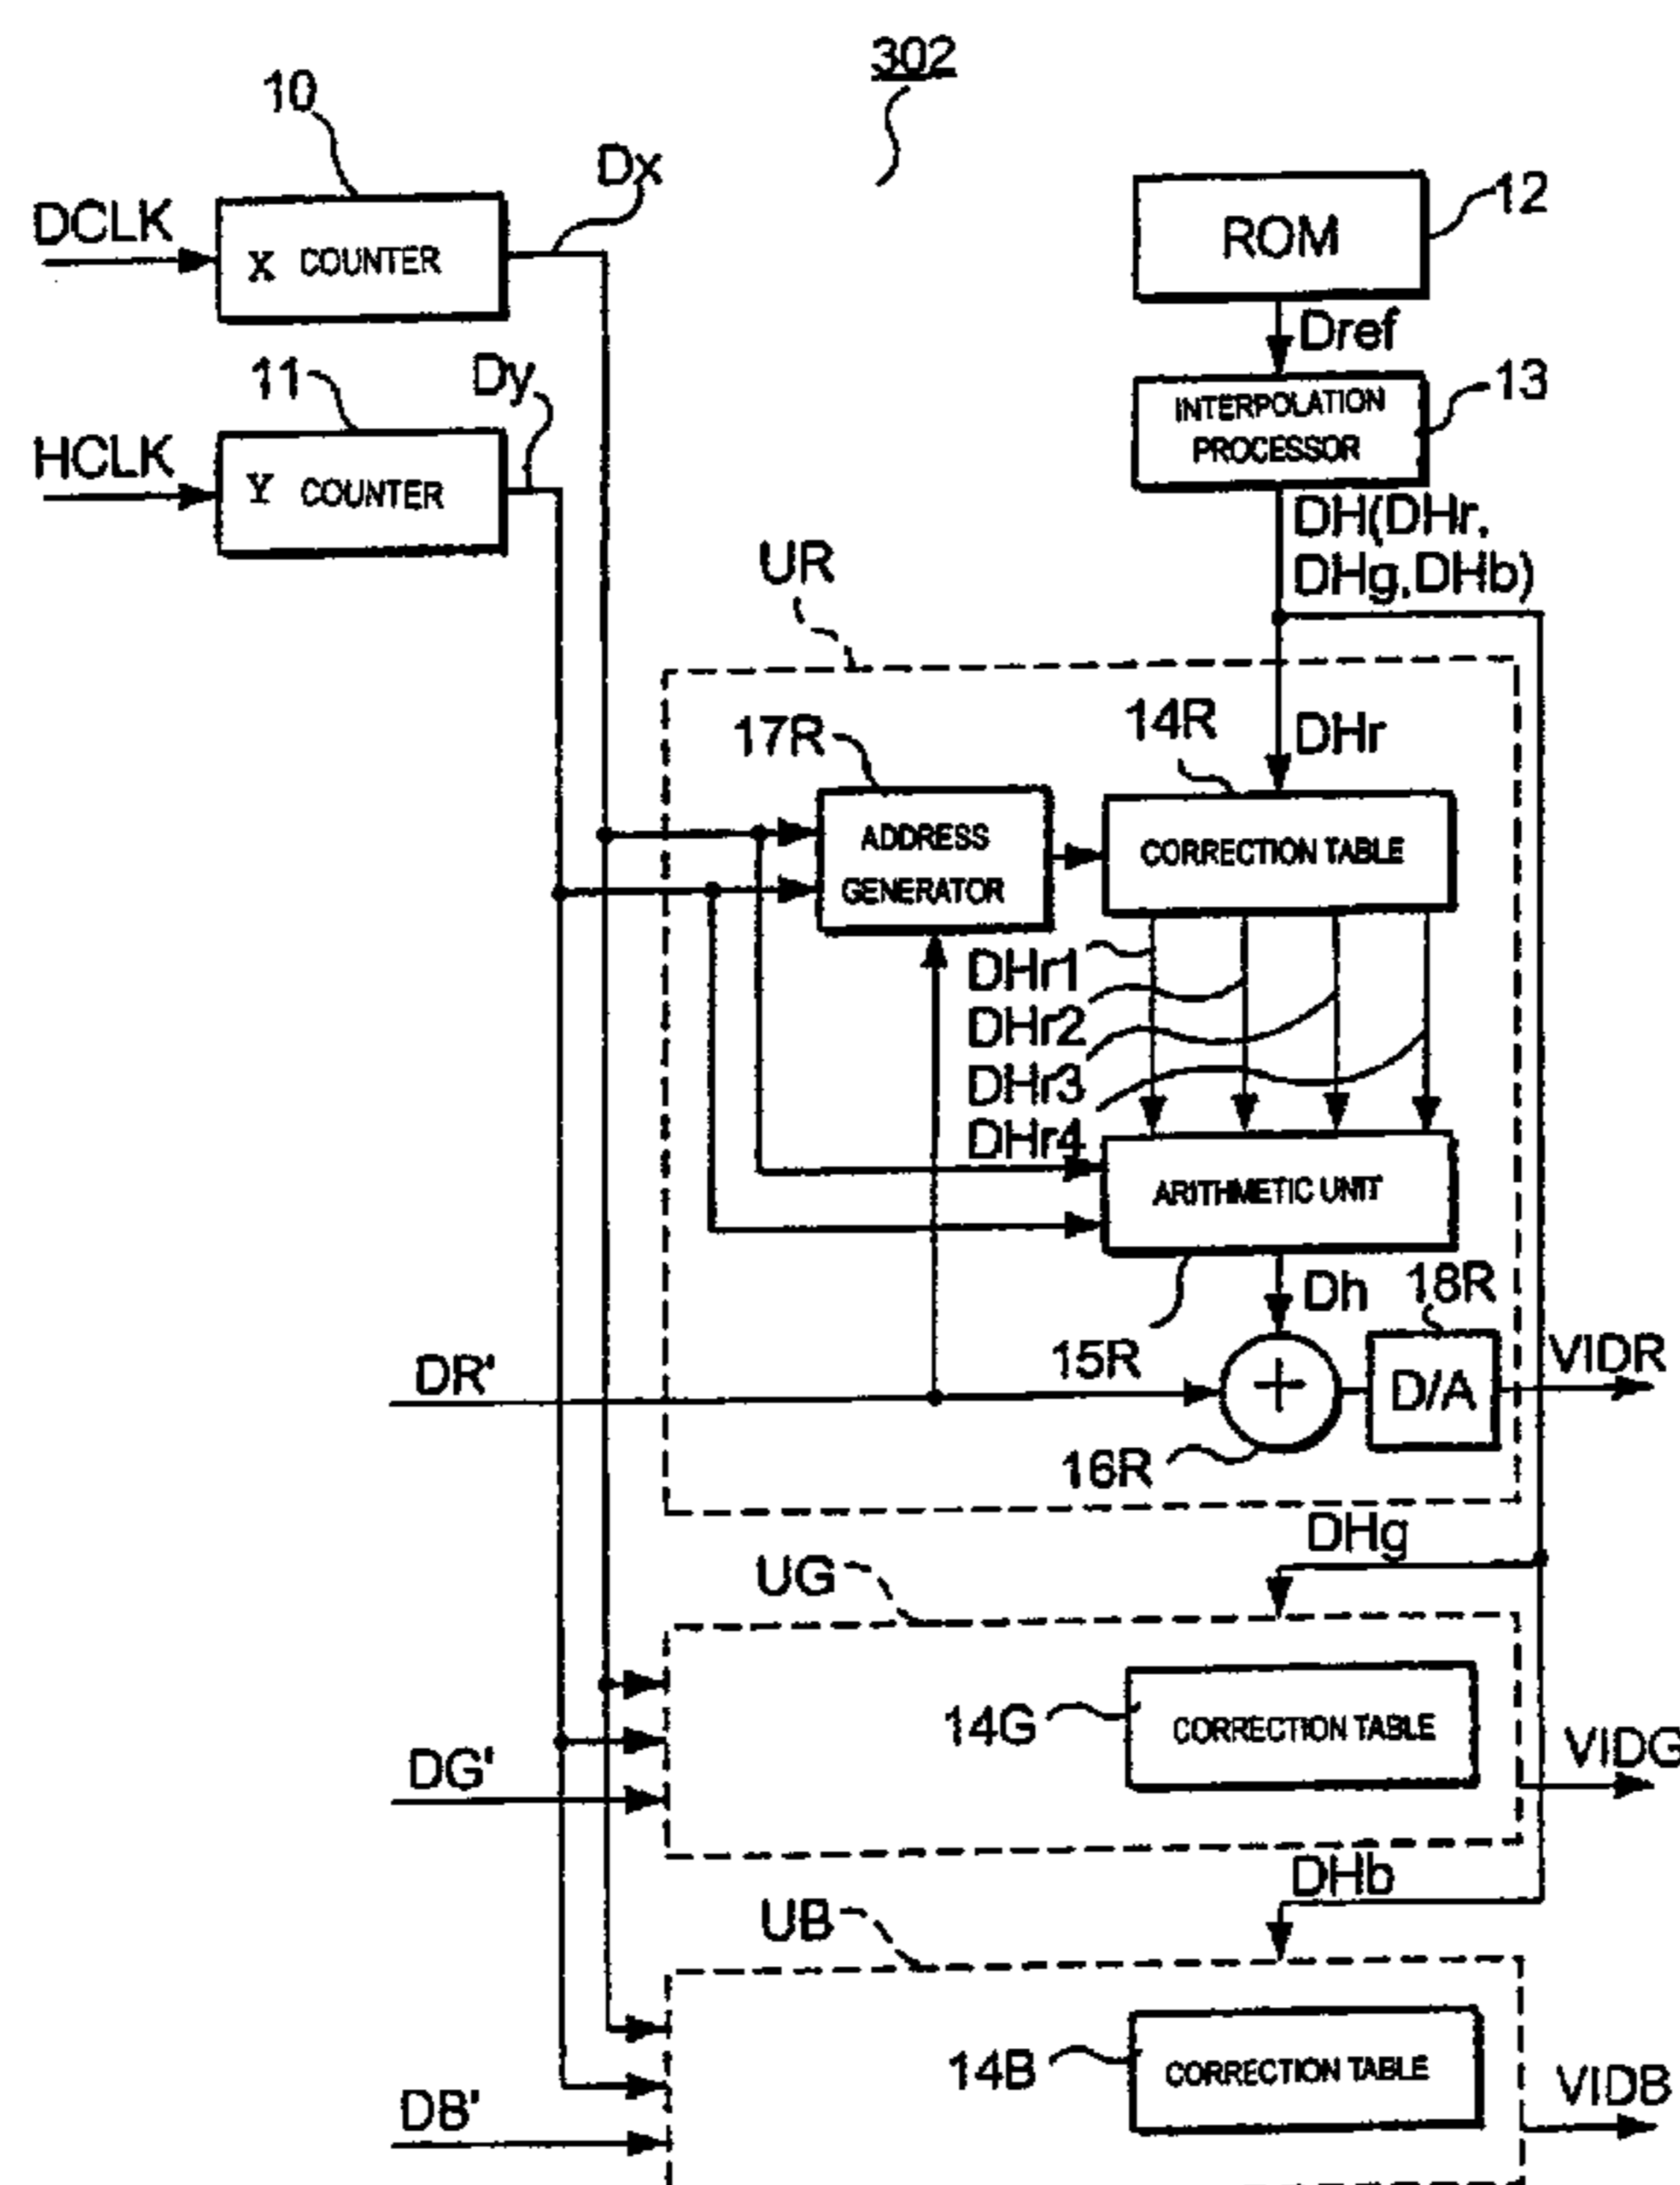 302
10
Dx
DCLK
X COUNTER
ROM
12
Dref
11
Dy
HCLK
Y COUNTER
INTERPOLATION
PROCESSOR
13
DH(DHr,
DHg,DHb)
UR
17R
14R
DHr
ADDRESS
GENERATOR
CORRECTION TABLE
DHr1
DHr2
DHr3
DHr4
ARITHMETIC UNIT
Dh
18R
DR'
15R
D/A
VIDR
+
16R
DHg
UG
14G
CORRECTION TABLE
DG'
VIDG
DHb
UB
14B
CORRECTION TABLE
DB'
VIDB